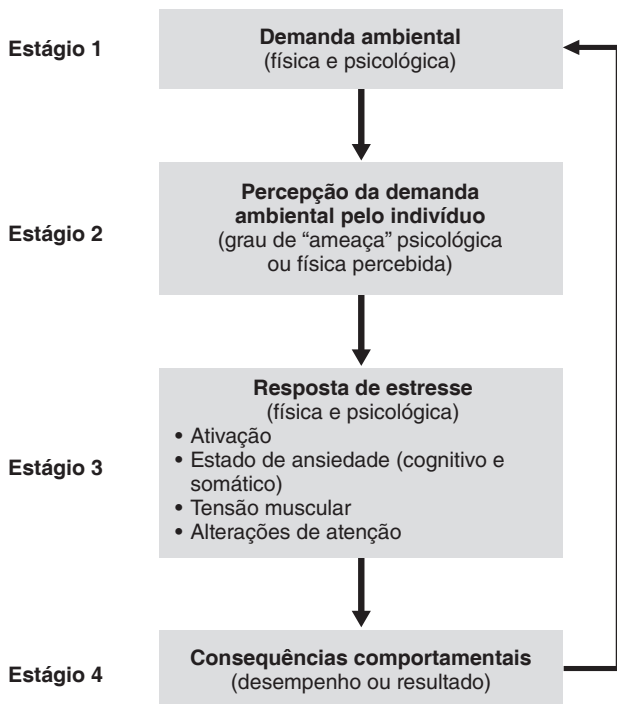 Estágio 1
Demanda ambiental
(física e psicológica)
Estágio 2
Percepção da demanda
ambiental pelo indivíduo
(grau de “ameaça” psicológica
ou física percebida)
Estágio 3
Resposta de estresse
(física e psicológica)
• Ativação
• Estado de ansiedade (cognitivo e
somático)
• Tensão muscular
• Alterações de atenção
Estágio 4
Consequências comportamentais
(desempenho ou resultado)